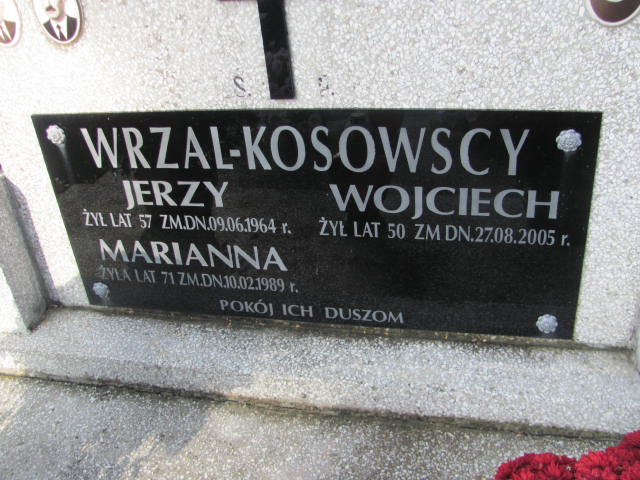 S. P.
WRZAL-KOSOWSCY
JERZY
ŻYŁ LAT 57 ZM.DN.09.06.1964 r.
MARIANNA
ŻYŁA LAT 71 ZM.DN.10.02.1989 r.
WOJCIECH
ŻYŁ LAT 50 ZM DN.27.08.2005 r.
POKÓJ ICH DUSZOM